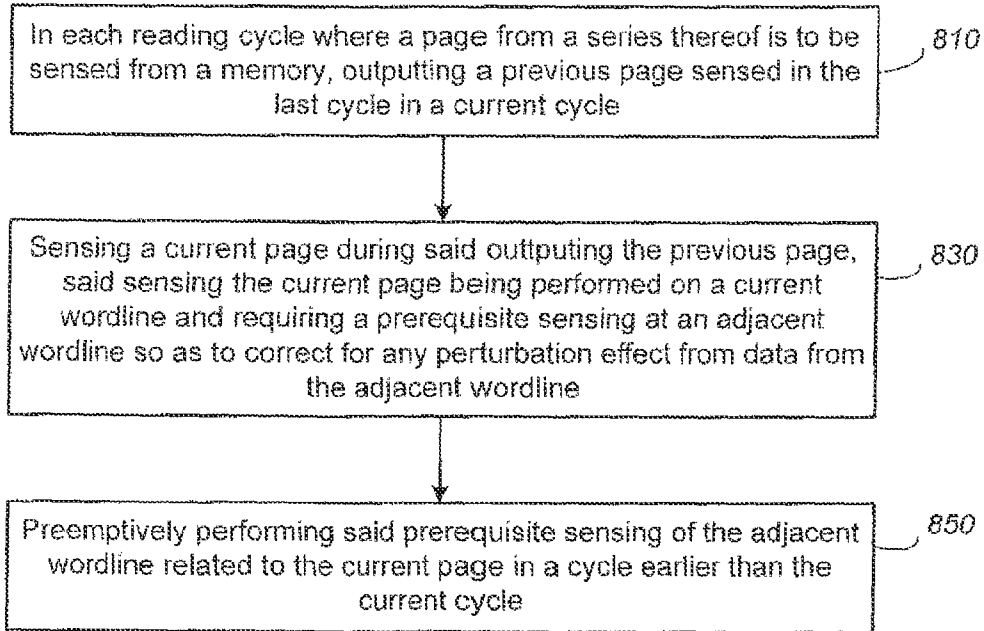 In each reading cycle where a page from a series thereof is to be
sensed from a memory, outputting a previous page sensed in the
last cycle in a current cycle
810
Sensing a current page during said outtputing the previous page,
said sensing the current page being performed on a current
wordline and requiring a prerequisite sensing at an adjacent
wordline so as to correct for any perturbation effect from data from
the adjacent wordline
830
Preemptively performing said prerequisite sensing of the adjacent
wordline related to the current page in a cycle earlier than the
current cycle
850